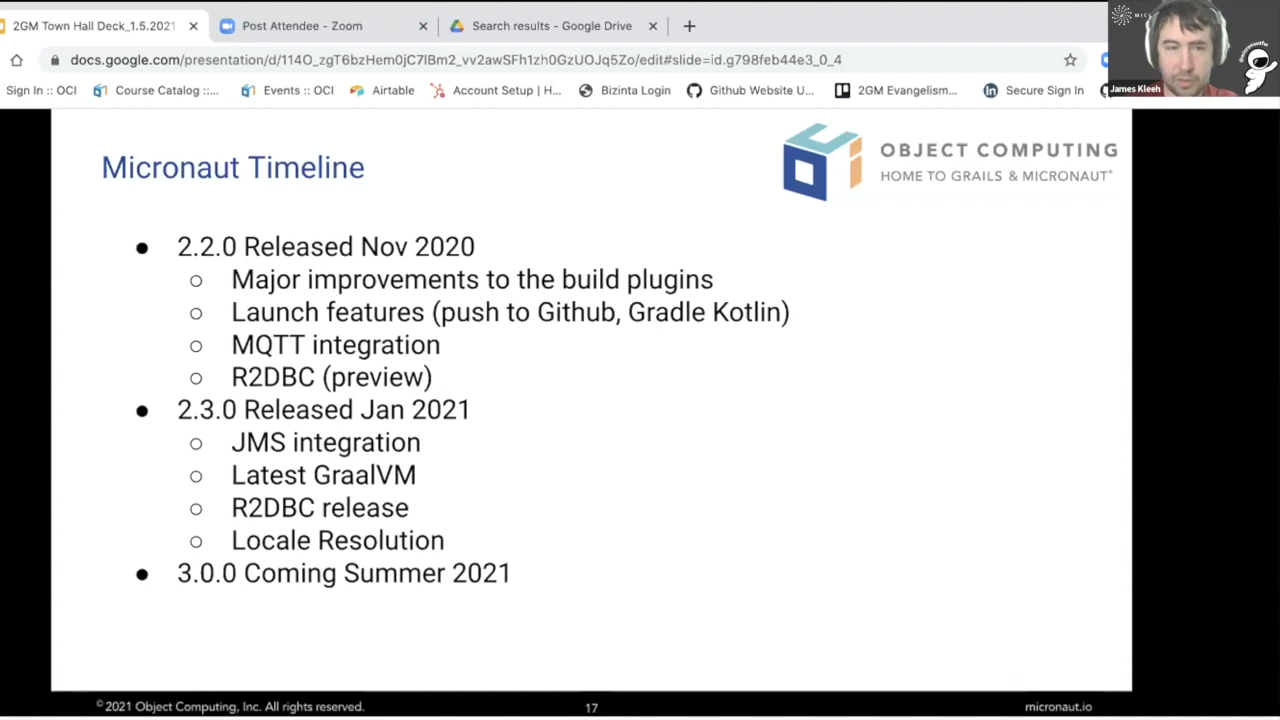 2GM Town Hall Deck_1.5.2021
Post Attendee - Zoom
Search results - Google Drive
docs.google.com/presentation/d/114O_zgT6bzHem0jC7lBm2_vv2awSFh1zh0GzUOJq5Zo/edit#slide=id.g798feb44e3_0_4
Sign In :: OCI
Course Catalog ::...
Events :: OCI
Airtable
Account Setup | H...
Bizinta Login
Github Website U...
2GM Evangelism...
Secure Sign In
James Kleeh
Micronaut Timeline
OBJECT COMPUTING
HOME TO GRAILS & MICRONAUT®
● 2.2.0 Released Nov 2020
○ Major improvements to the build plugins
○ Launch features (push to Github, Gradle Kotlin)
○ MQTT integration
○ R2DBC (preview)
● 2.3.0 Released Jan 2021
○ JMS integration
○ Latest GraalVM
○ R2DBC release
○ Locale Resolution
● 3.0.0 Coming Summer 2021
© 2021 Object Computing, Inc. All rights reserved.
17
micronaut.io